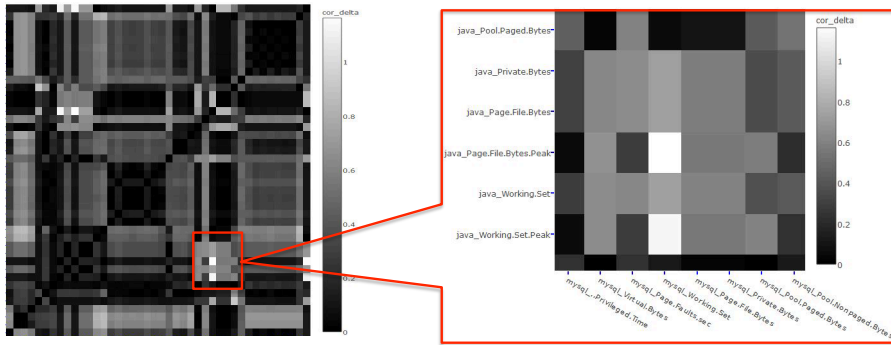 cor_delta
1
0.8
0.6
0.4
0.2
0
cor_delta
1
0.8
0.6
0.4
0.2
0
java_Pool.Paged.Bytes
java_Private.Bytes
java_Page.File.Bytes
java_Page.File.Bytes.Peak
java_Working.Set
java_Working.Set.Peak
mysql_..Privileged.Time
mysql_Virtual.Bytes
mysql_Page.Faults.sec
mysql_Working.Set
mysql_Page.File.Bytes
mysql_Private.Bytes
mysql_Pool.Paged.Bytes
mysql_Pool.Nonpaged.Bytes